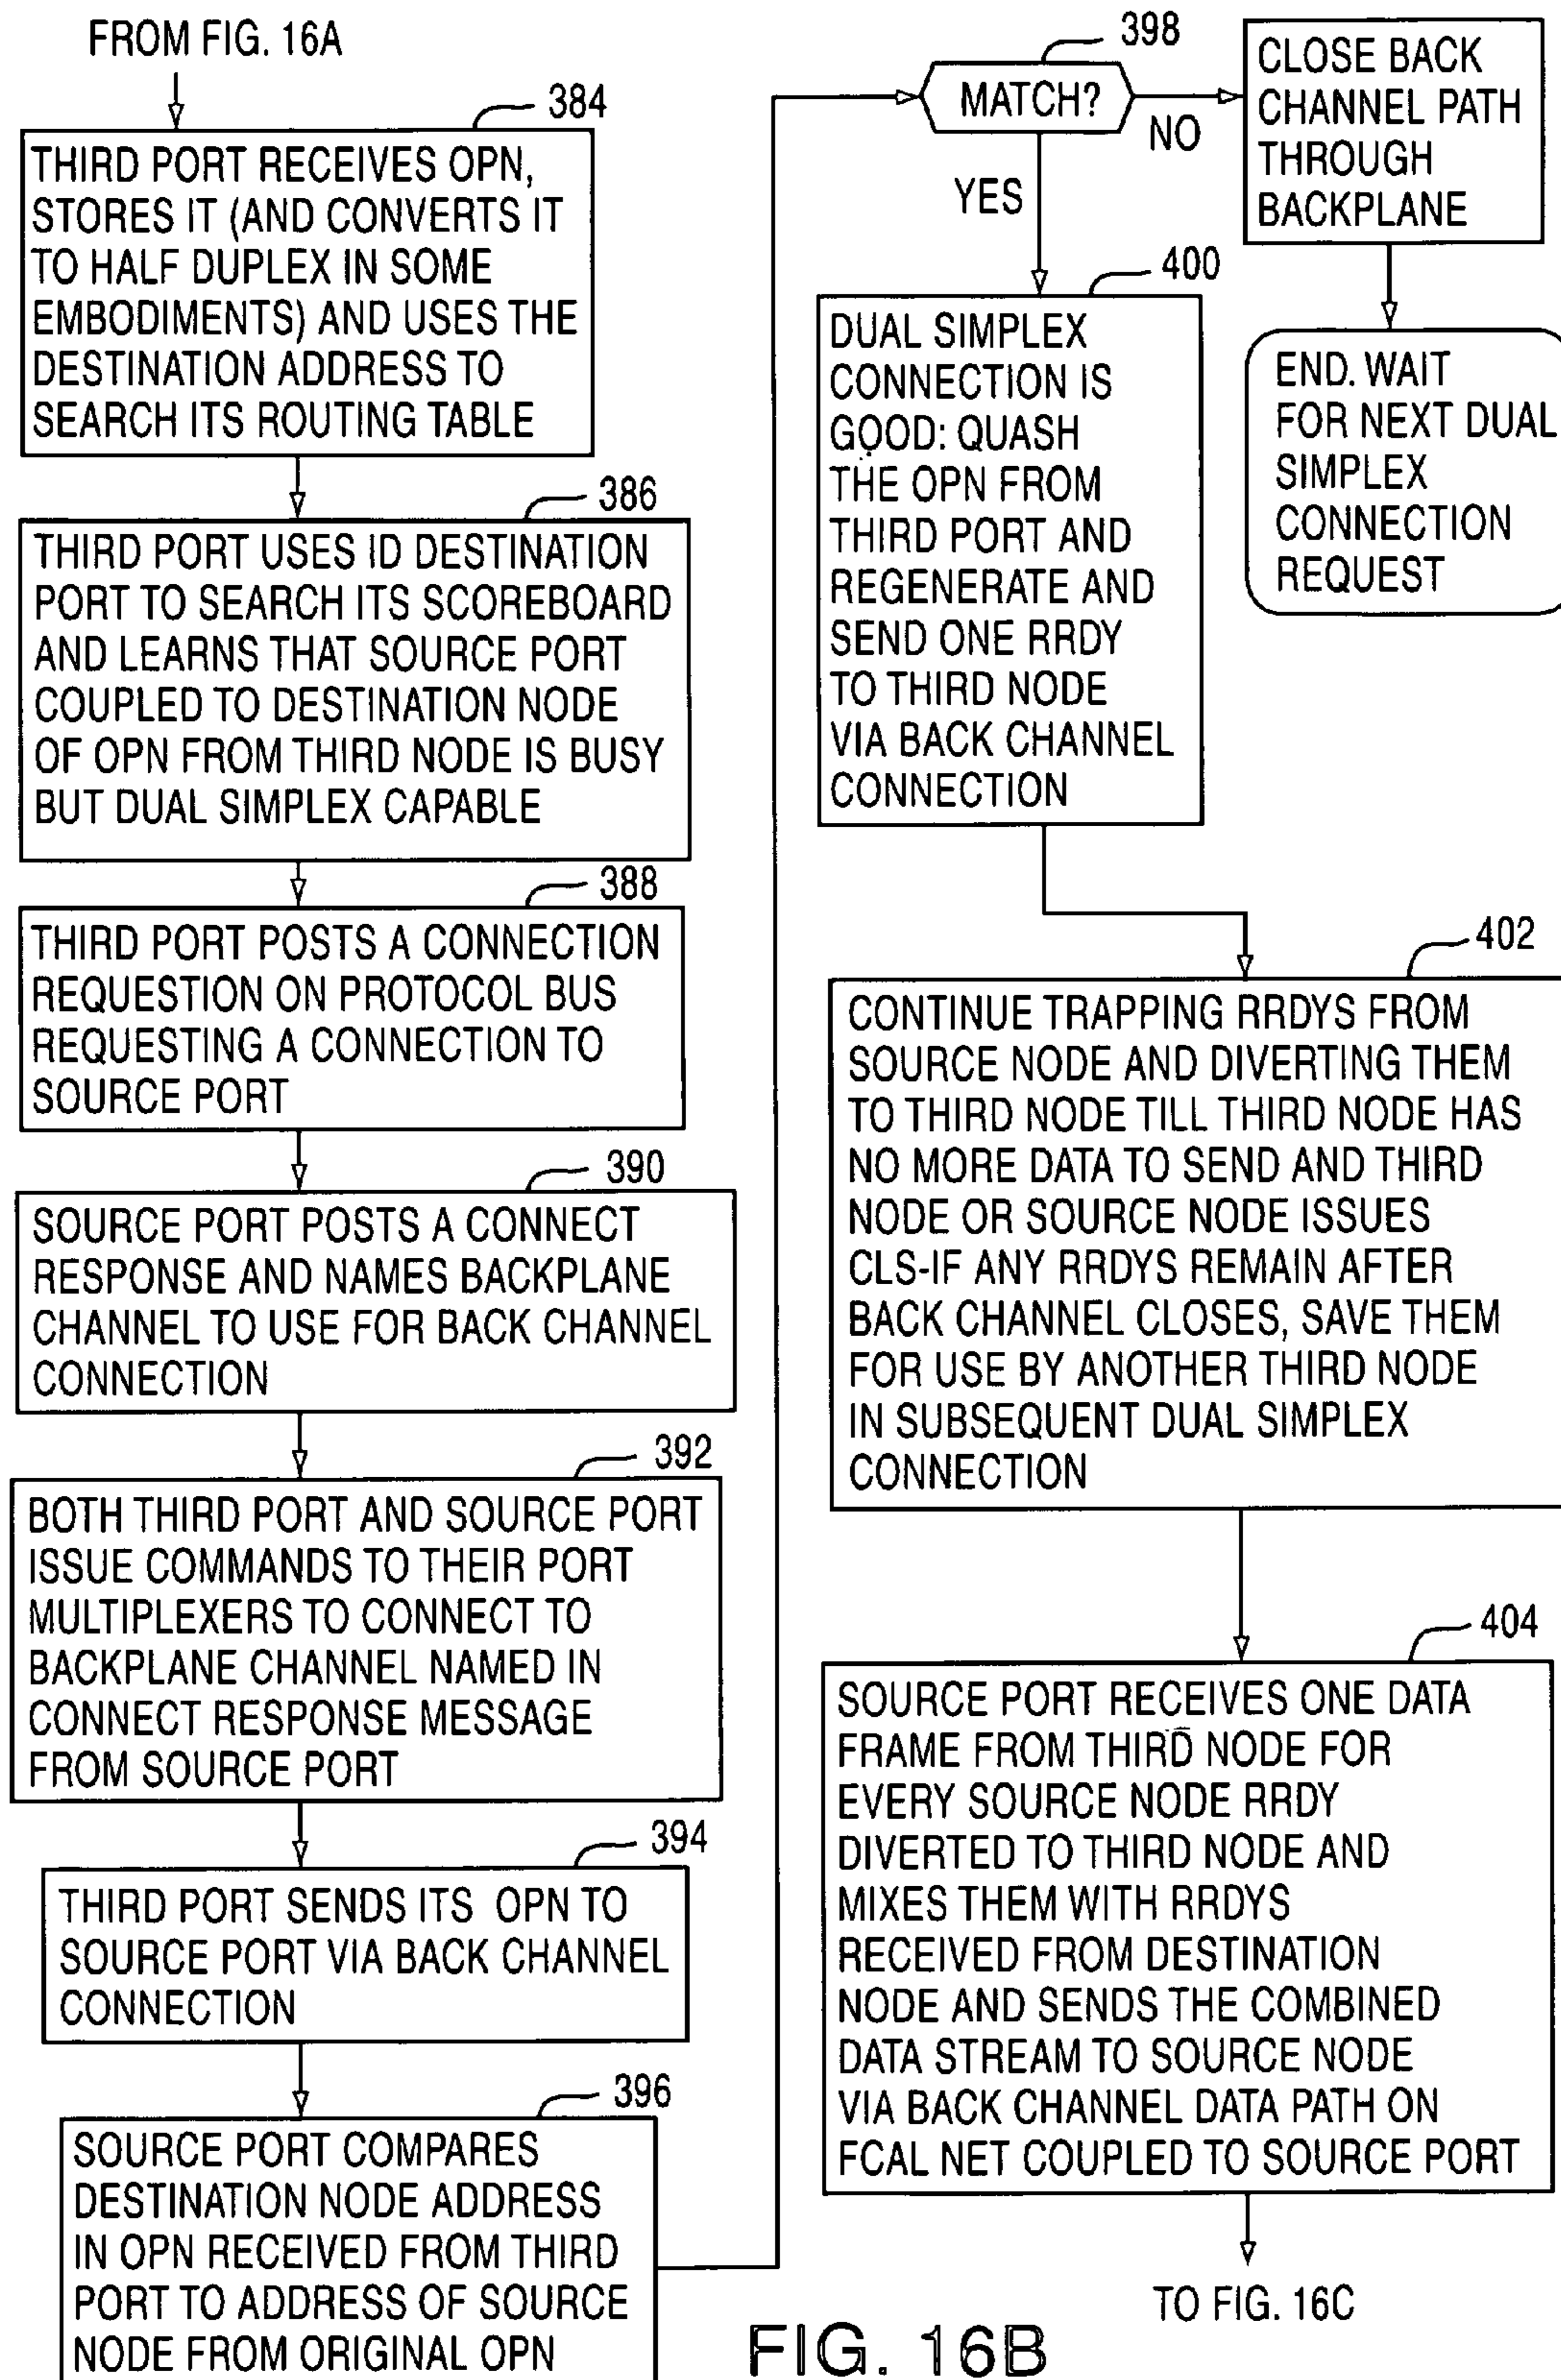 FROM FIG. 16A
384
THIRD PORT RECEIVES OPN,
STORES IT (AND CONVERTS IT
TO HALF DUPLEX IN SOME
EMBODIMENTS) AND USES THE
DESTINATION ADDRESS TO
SEARCH ITS ROUTING TABLE
386
THIRD PORT USES ID DESTINATION
PORT TO SEARCH ITS SCOREBOARD
AND LEARNS THAT SOURCE PORT
COUPLED TO DESTINATION NODE
OF OPN FROM THIRD NODE IS BUSY
BUT DUAL SIMPLEX CAPABLE
388
THIRD PORT POSTS A CONNECTION
REQUESTION ON PROTOCOL BUS
REQUESTING A CONNECTION TO
SOURCE PORT
390
SOURCE PORT POSTS A CONNECT
RESPONSE AND NAMES BACKPLANE
CHANNEL TO USE FOR BACK CHANNEL
CONNECTION
392
BOTH THIRD PORT AND SOURCE PORT
ISSUE COMMANDS TO THEIR PORT
MULTIPLEXERS TO CONNECT TO
BACKPLANE CHANNEL NAMED IN
CONNECT RESPONSE MESSAGE
FROM SOURCE PORT
394
THIRD PORT SENDS ITS OPN TO
SOURCE PORT VIA BACK CHANNEL
CONNECTION
396
SOURCE PORT COMPARES
DESTINATION NODE ADDRESS
IN OPN RECEIVED FROM THIRD
PORT TO ADDRESS OF SOURCE
NODE FROM ORIGINAL OPN
398
MATCH?
NO
YES
CLOSE BACK
CHANNEL PATH
THROUGH
BACKPLANE
END. WAIT
FOR NEXT DUAL
SIMPLEX
CONNECTION
REQUEST
400
DUAL SIMPLEX
CONNECTION IS
GOOD: QUASH
THE OPN FROM
THIRD PORT AND
REGENERATE AND
SEND ONE RRDY
TO THIRD NODE
VIA BACK CHANNEL
CONNECTION
402
CONTINUE TRAPPING RRDYS FROM
SOURCE NODE AND DIVERTING THEM
TO THIRD NODE TILL THIRD NODE HAS
NO MORE DATA TO SEND AND THIRD
NODE OR SOURCE NODE ISSUES
CLS-IF ANY RRDYS REMAIN AFTER
BACK CHANNEL CLOSES, SAVE THEM
FOR USE BY ANOTHER THIRD NODE
IN SUBSEQUENT DUAL SIMPLEX
CONNECTION
404
SOURCE PORT RECEIVES ONE DATA
FRAME FROM THIRD NODE FOR
EVERY SOURCE NODE RRDY
DIVERTED TO THIRD NODE AND
MIXES THEM WITH RRDYS
RECEIVED FROM DESTINATION
NODE AND SENDS THE COMBINED
DATA STREAM TO SOURCE NODE
VIA BACK CHANNEL DATA PATH ON
FCAL NET COUPLED TO SOURCE PORT
TO FIG. 16C
FIG. 16B